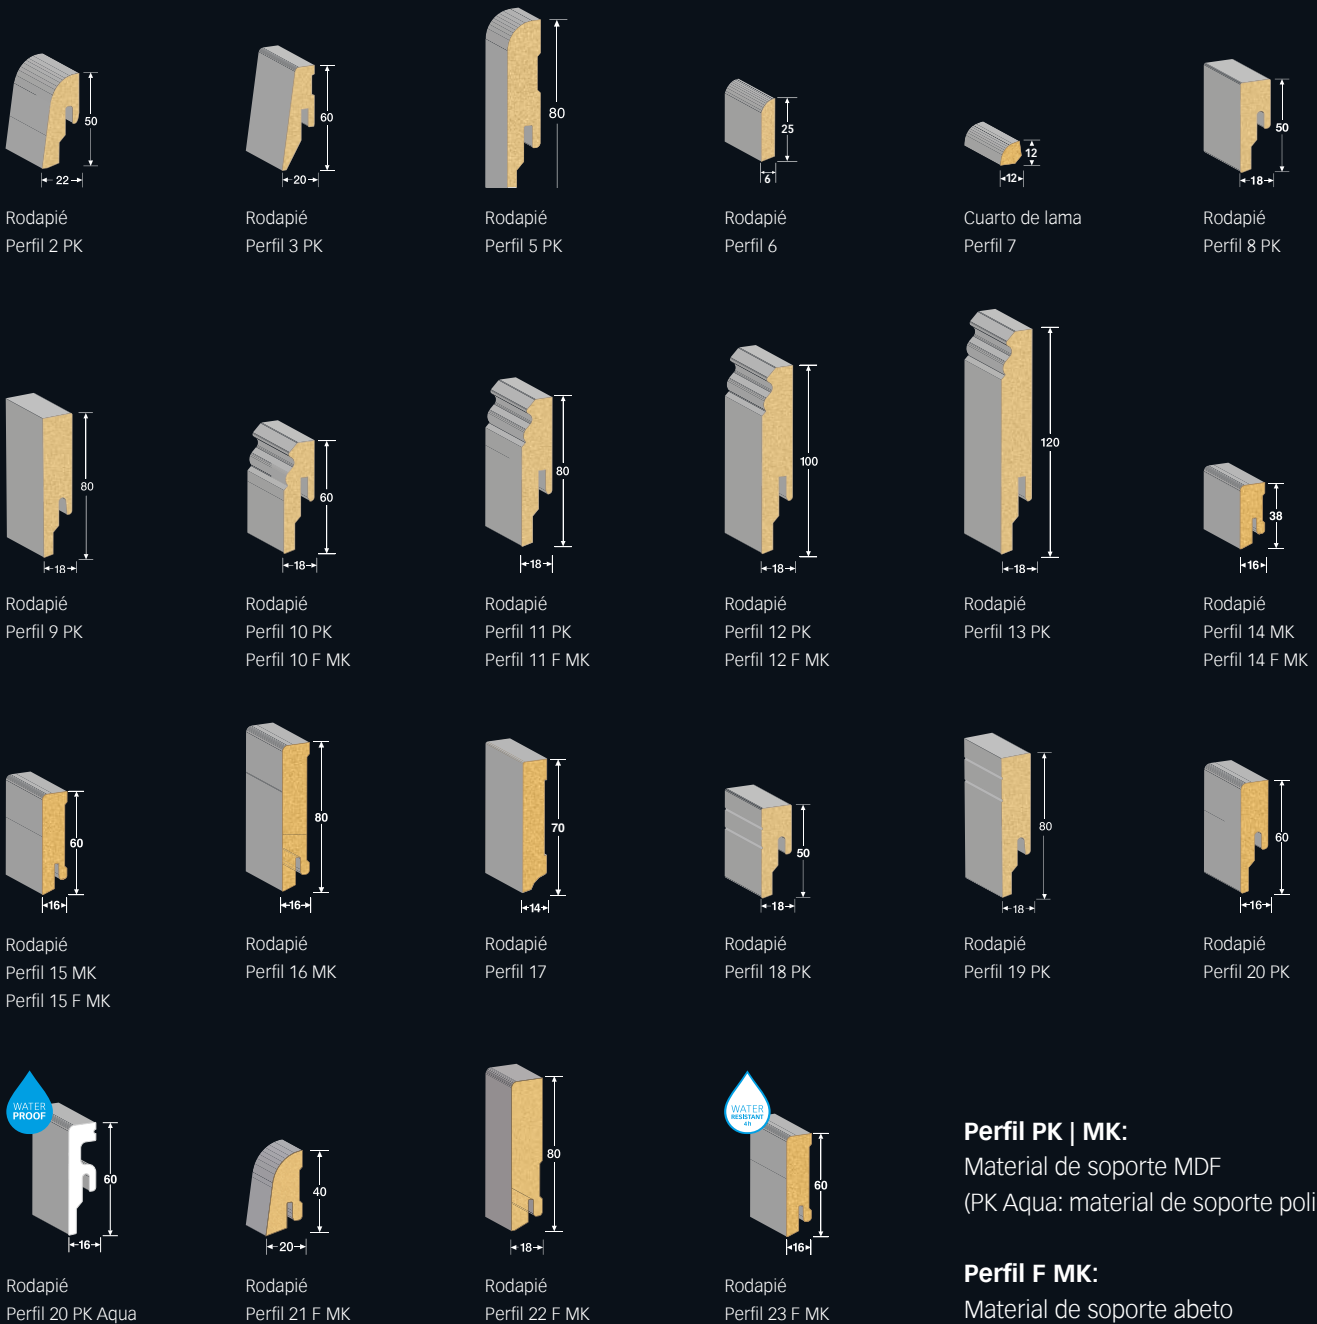 50
22
Rodapié
Perfil 2 PK
60
20
Rodapié
Perfil 3 PK
80
Rodapié
Perfil 5 PK
25
6
Rodapié
Perfil 6
12
12
Cuarto de lama
Perfil 7
50
18
Rodapié
Perfil 8 PK
80
18
Rodapié
Perfil 9 PK
60
18
Rodapié
Perfil 10 PK
Perfil 10 F MK
80
18
Rodapié
Perfil 11 PK
Perfil 11 F MK
100
18
Rodapié
Perfil 12 PK
Perfil 12 F MK
120
18
Rodapié
Perfil 13 PK
38
16
Rodapié
Perfil 14 MK
Perfil 14 F MK
60
16
Rodapié
Perfil 15 MK
Perfil 15 F MK
80
16
Rodapié
Perfil 16 MK
70
14
Rodapié
Perfil 17
50
18
Rodapié
Perfil 18 PK
80
18
Rodapié
Perfil 19 PK
60
16
Rodapié
Perfil 20 PK
WATER
PROOF
60
16
Rodapié
Perfil 20 PK Aqua
40
20
Rodapié
Perfil 21 F MK
80
18
Rodapié
Perfil 22 F MK
WATER
RESISTANT
4h
60
16
Rodapié
Perfil 23 F MK
Perfil PK | MK:
Material de soporte MDF
(PK Aqua: material de soporte poli
Perfil F MK:
Material de soporte abeto